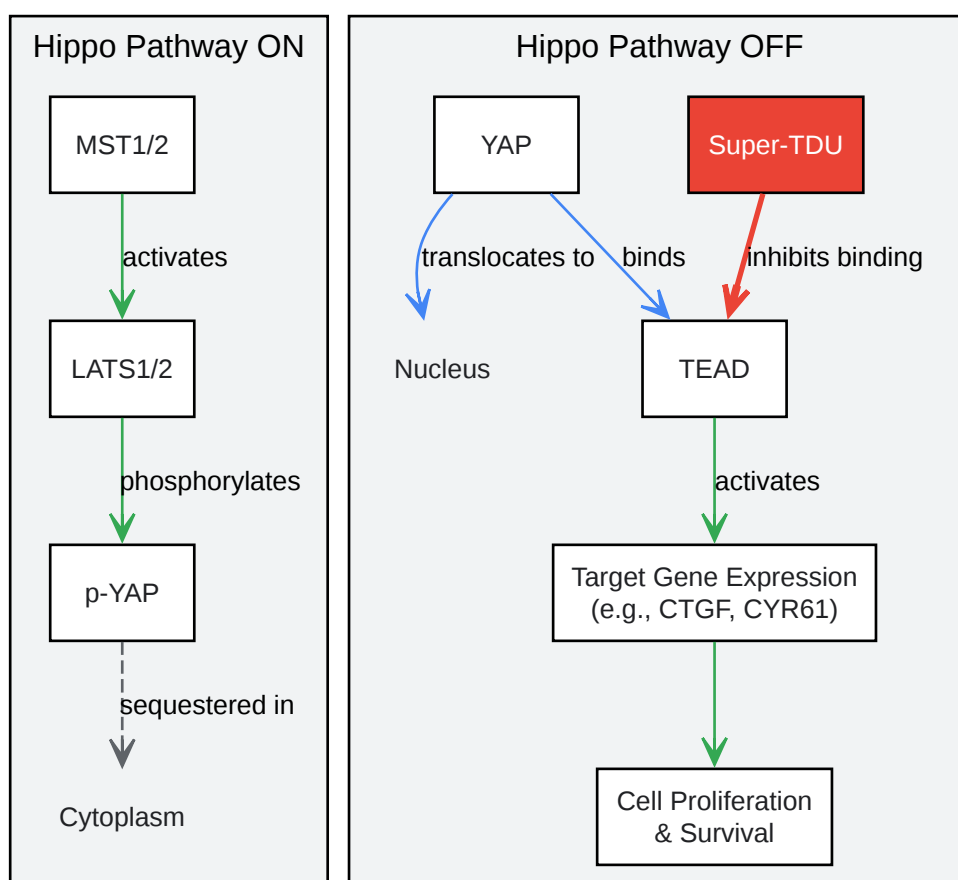 Hippo Pathway ON
MST1/2
activates
LATS1/2
phosphorylates
p-YAP
sequestered in
Cytoplasm
Hippo Pathway OFF
YAP
Super-TDU
translocates to
binds
inhibits binding
Nucleus
TEAD
activates
Target Gene Expression
(e.g., CTGF, CYR61)
Cell Proliferation
& Survival